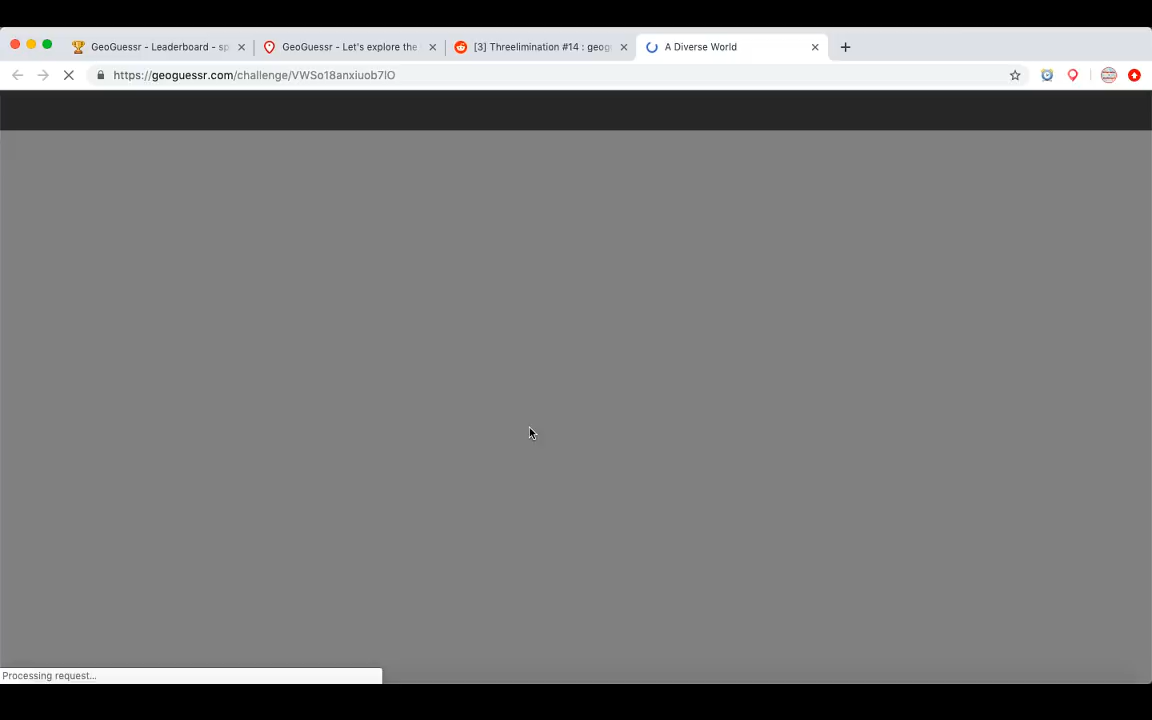 GeoGuessr - Leaderboard - sp
GeoGuessr - Let's explore the
[3] Threelimination #14 : geog
A Diverse World
https://geoguessr.com/challenge/VWSo18anxiuob7lO
Processing request...